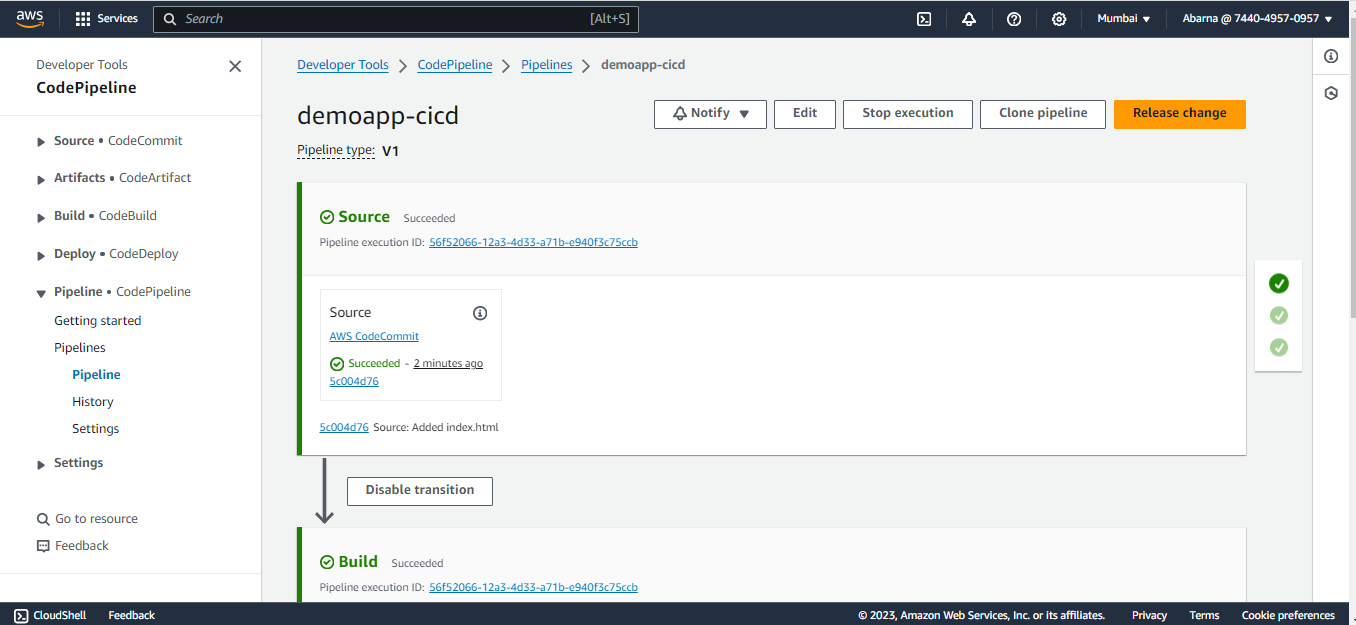 aws Services Search [Alt+S] Mumbai Abarna @ 7440-4957-0957
Developer Tools
CodePipeline
Source • CodeCommit
Artifacts • CodeArtifact
Build • CodeBuild
Deploy • CodeDeploy
Pipeline • CodePipeline
Getting started
Pipelines
Pipeline
History
Settings
Settings
Go to resource
Feedback
Developer Tools CodePipeline Pipelines demoapp-cicd
demoapp-cicd
Notify Edit Stop execution Clone pipeline Release change
Pipeline type: V1
Source Succeeded
Pipeline execution ID: 56f52066-12a3-4d33-a71b-e940f3c75ccb
Source
AWS CodeCommit
Succeeded - 2 minutes ago
5c004d76
5c004d76 Source: Added index.html
Disable transition
Build Succeeded
Pipeline execution ID: 56f52066-12a3-4d33-a71b-e940f3c75ccb
CloudShell Feedback © 2023, Amazon Web Services, Inc. or its affiliates. Privacy Terms Cookie preferences